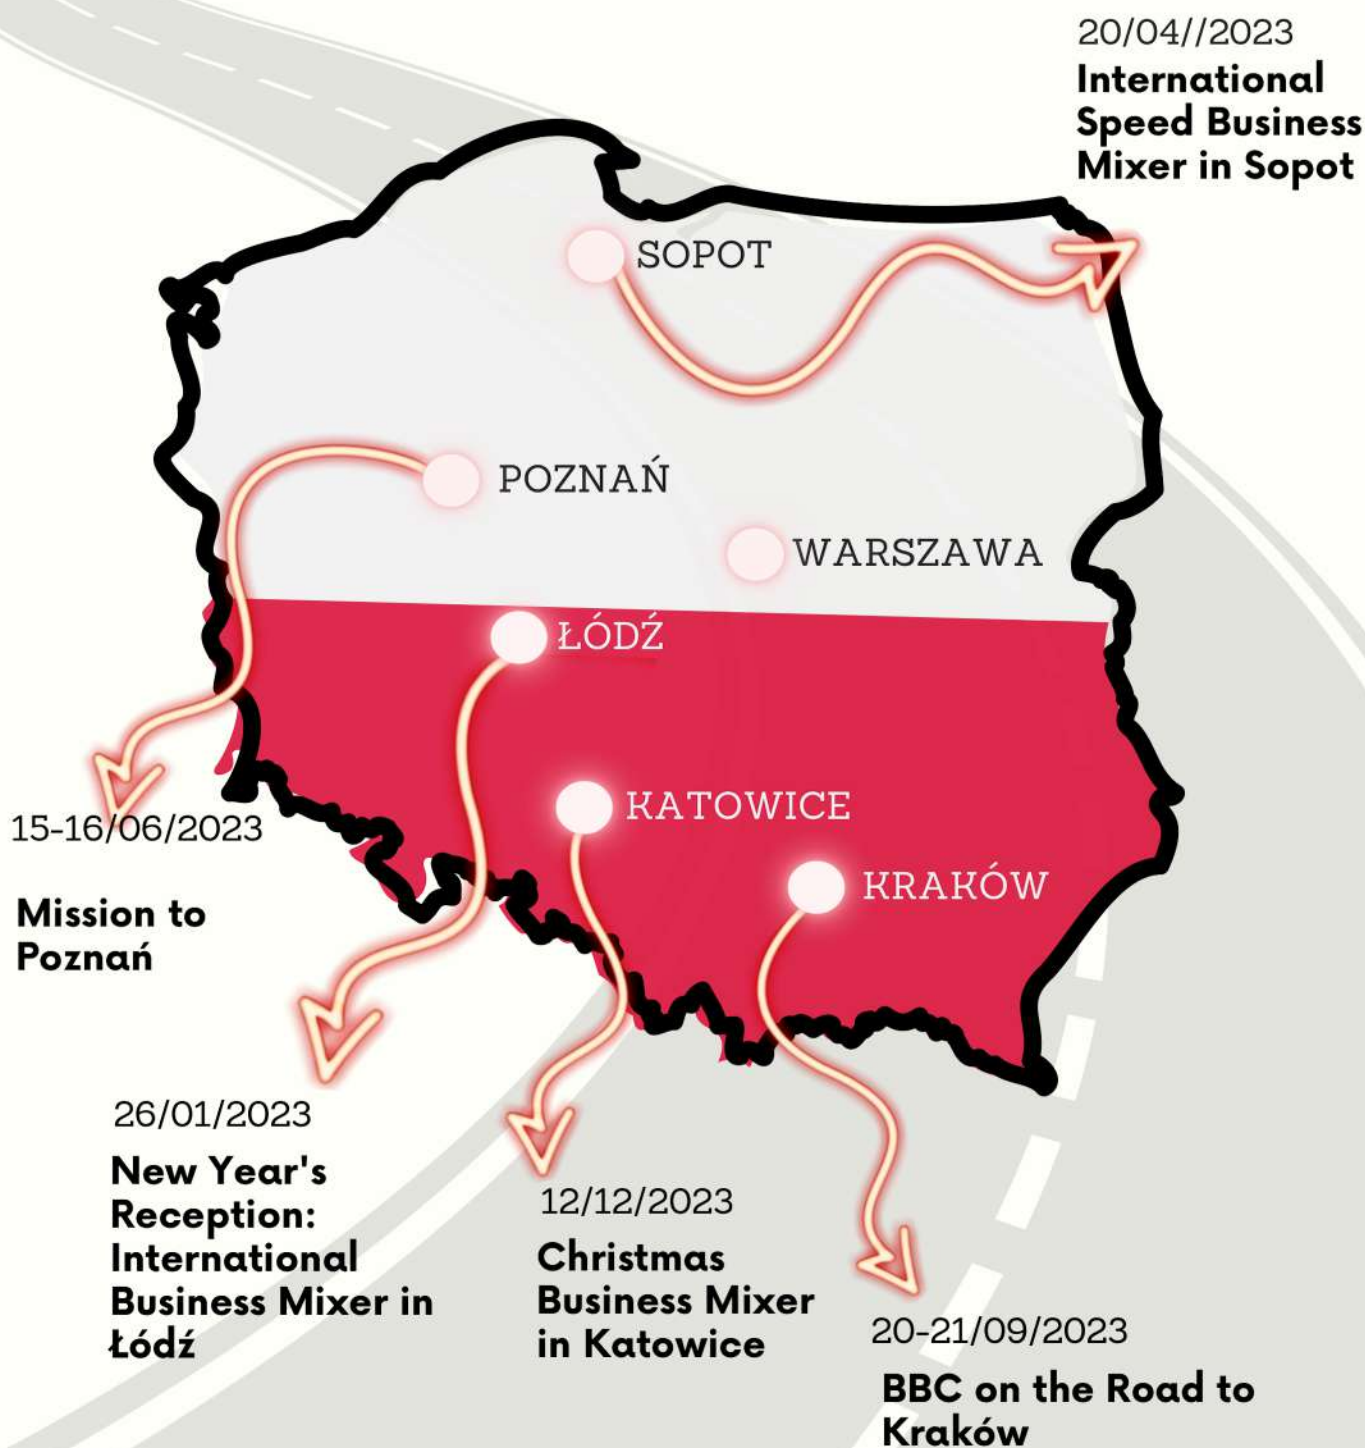 20/04//2023
International
Speed Business
Mixer in Sopot
SOPOT
POZNAŃ
WARSZAWA
ŁÓDŹ
KATOWICE
KRAKÓW
15-16/06/2023
Mission to
Poznań
26/01/2023
New Year's
Reception:
International
Business Mixer in
Łódź
12/12/2023
Christmas
Business Mixer
in Katowice
20-21/09/2023
BBC on the Road to
Kraków